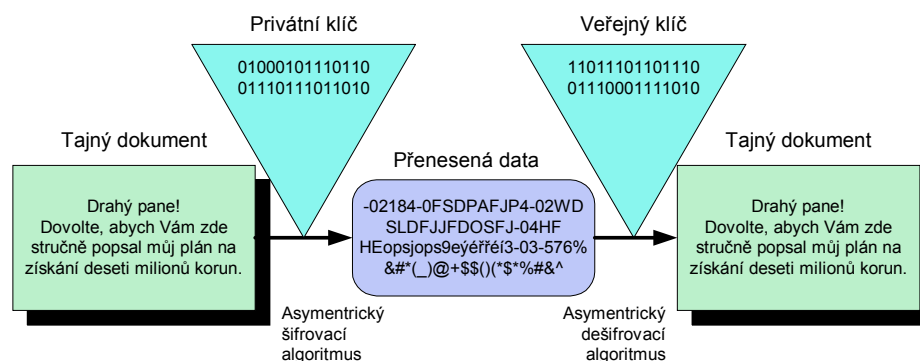 Privátní klíč
01000101110110
01110111011010
Veřejný klíč
11011101101110
01110001111010
Tajný dokument
Drahý pane!
Dovolte, abych Vám zde
stručně popsal můj plán na
získání deseti milionů korun.
Přenesená data
-02184-0FSDPAFJP4-02WD
SLDFJJFDOSFJ-04HF
HEopsjops9eýéřřéí3-03-576%
&#*(_)@+$$()(*$*%#&^
Tajný dokument
Drahý pane!
Dovolte, abych Vám zde
stručně popsal můj plán na
získání deseti milionů korun.
Asymentrický
šifrovací
algoritmus
Asymentrický
dešifrovací
algoritmus